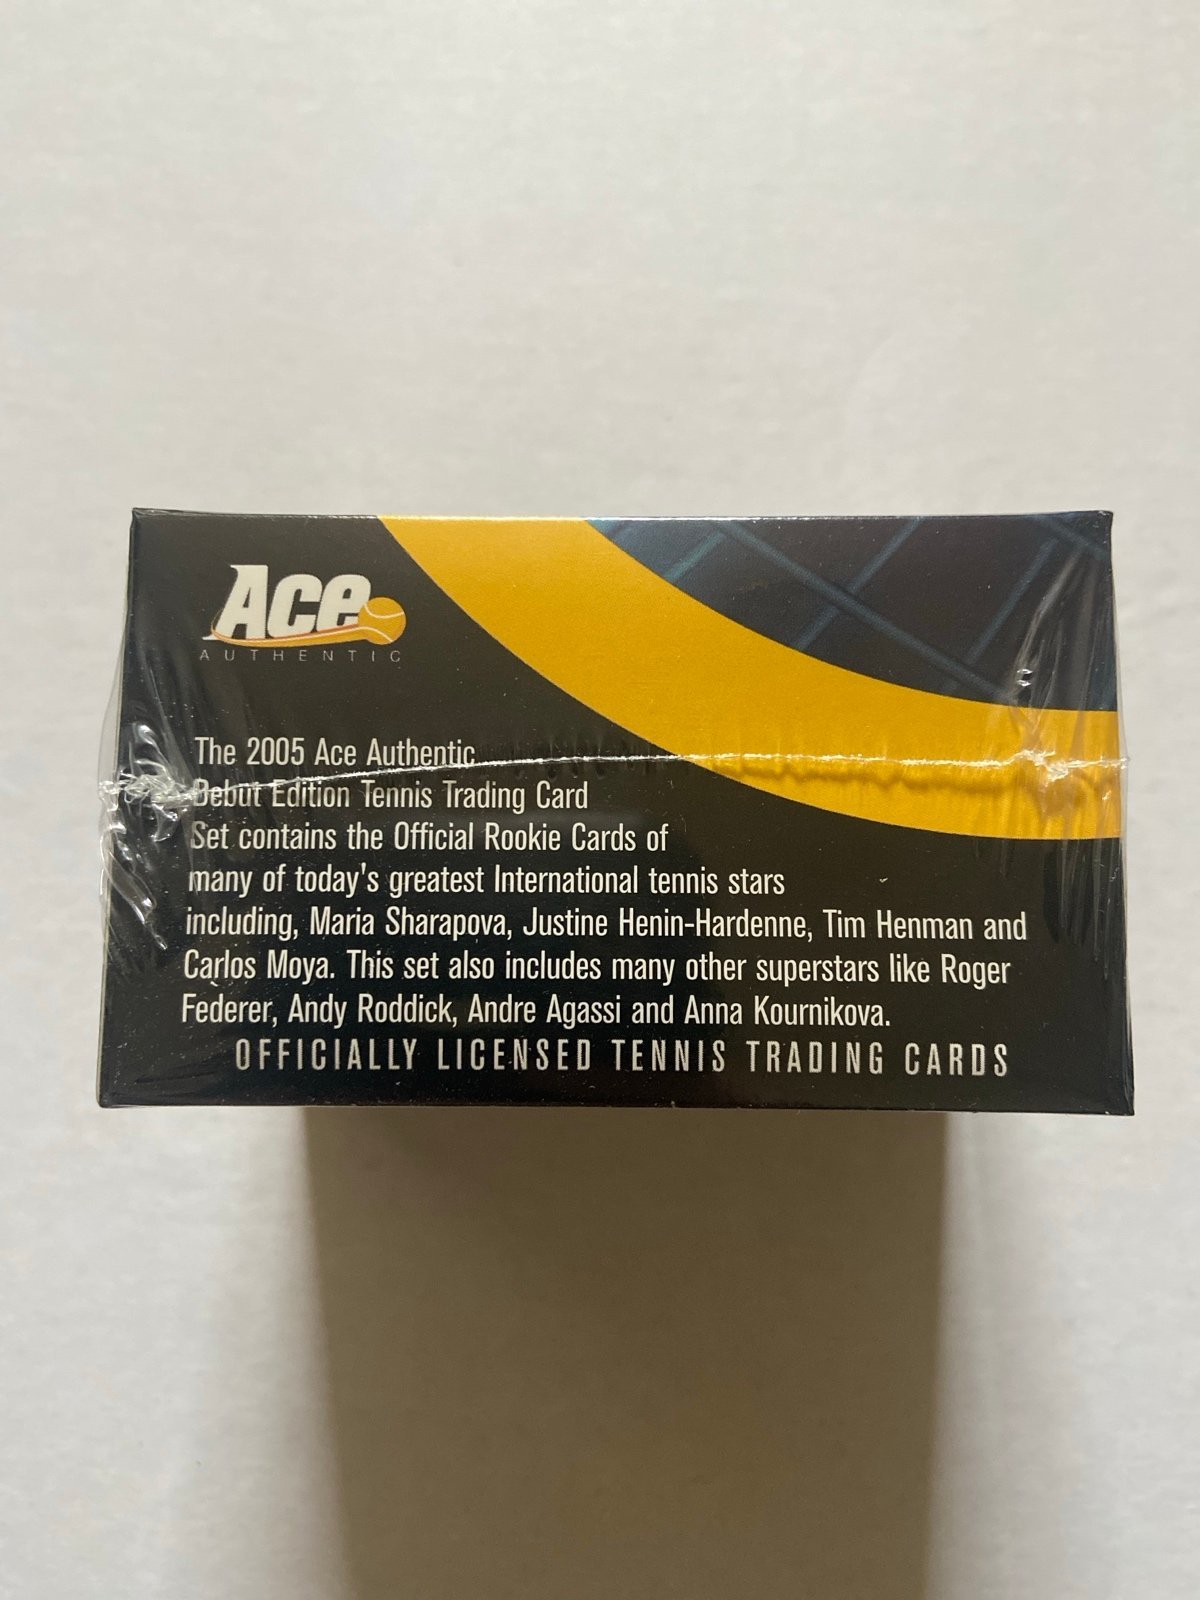 Ace
AUTHENTIC
The 2005 Ace Authentic
Debut Edition Tennis Trading Card
Set contains the Official Rookie Cards of
many of today's greatest International tennis stars
including, Maria Sharapova, Justine Henin-Hardenne, Tim Henman and
Carlos Moya. This set also includes many other superstars like Roger
Federer, Andy Roddick, Andre Agassi and Anna Kournikova.
OFFICIALLY LICENSED TENNIS TRADING CARDS